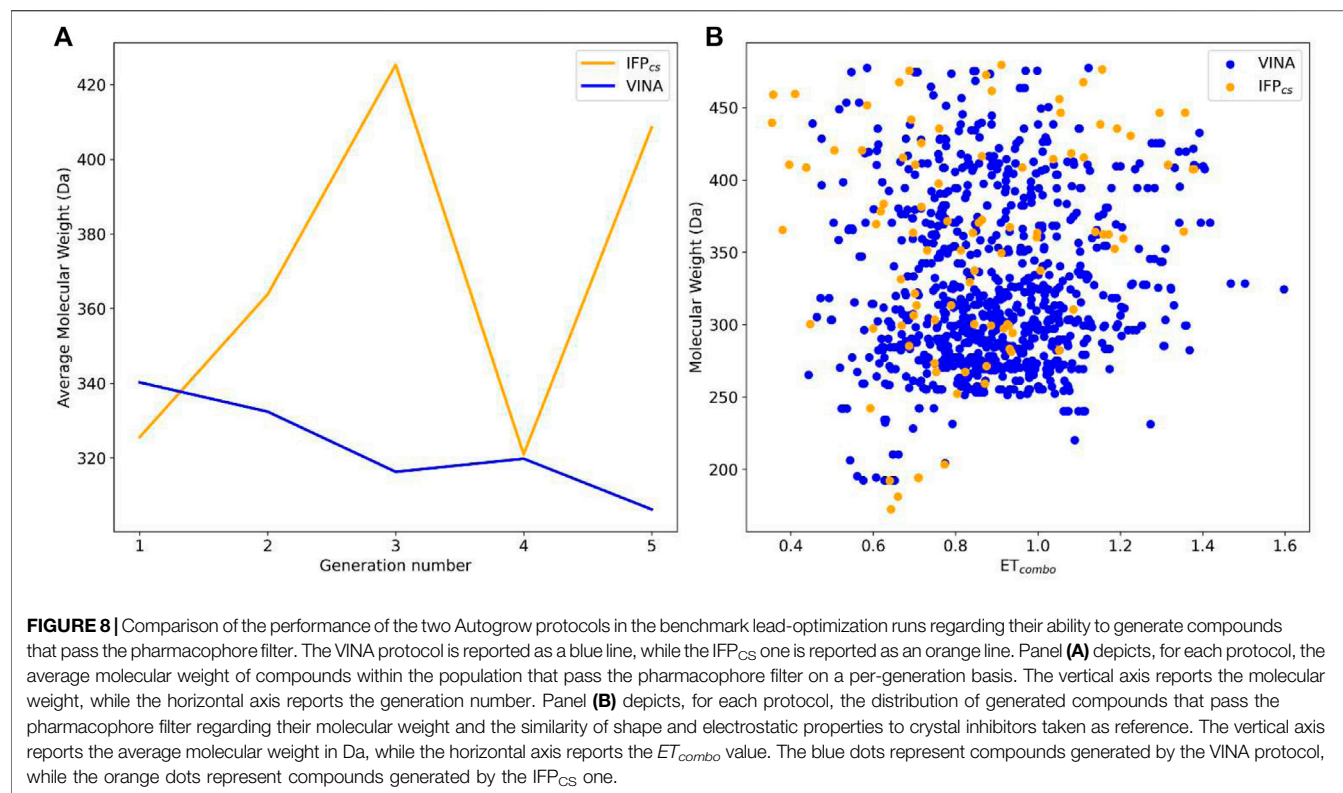 A
420
400
380
360
340
320
Average Molecular Weight (Da)
1
2
3
4
5
Generation number
IFPcs
VINA
B
450
400
350
300
250
200
Molecular Weight (Da)
0.4
0.6
0.8
1.0
1.2
1.4
1.6
ETcombo
VINA
IFPcs
FIGURE 8 | Comparison of the performance of the two Autogrow protocols in the benchmark lead-optimization runs regarding their ability to generate compounds
that pass the pharmacophore filter. The VINA protocol is reported as a blue line, while the IFPCS one is reported as an orange line. Panel (A) depicts, for each protocol, the
average molecular weight of compounds within the population that pass the pharmacophore filter on a per-generation basis. The vertical axis reports the molecular
weight, while the horizontal axis reports the generation number. Panel (B) depicts, for each protocol, the distribution of generated compounds that pass the
pharmacophore filter regarding their molecular weight and the similarity of shape and electrostatic properties to crystal inhibitors taken as reference. The vertical axis
reports the average molecular weight in Da, while the horizontal axis reports the ETcombo value. The blue dots represent compounds generated by the VINA protocol,
while the orange dots represent compounds generated by the IFPCS one.